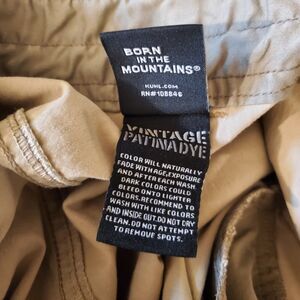 BORN
IN THE
MOUNTAINS®
KUHL.COM
RN#108846
VINTAGE
PATINADYE
COLOR WILL NATURALLY
FADE WITH AGE, EXPOSURE
AND AFTER EACH WASH.
DARK COLORS COULD
BLEED ONTO LIGHTER
COLORS. RECOMMEND TO
WASH WITH LIKE COLORS
AND INSIDE OUT. DO NOT DRY
CLEAN. DO NOT ATTEMPT
TO REMOVE SPOTS.